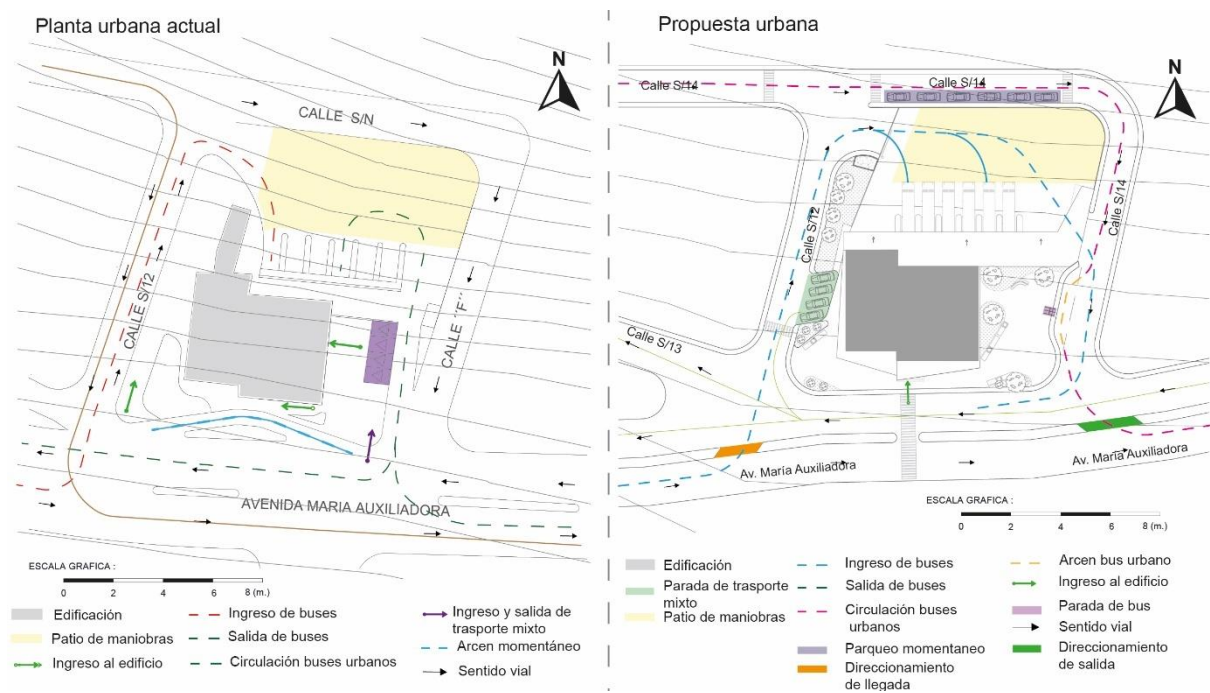 Planta urbana actual
N
CALLE S/N
CALLE S/12
CALLE "F"
AVENIDA MARIA AUXILIADORA
ESCALA GRAFICA :
0 2 4 6 8 (m.)
Edificación
Patio de maniobras
Ingreso al edificio
Ingreso de buses
Salida de buses
Circulación buses urbanos
Ingreso y salida de
trasporte mixto
Arcen momentáneo
Sentido vial
Propuesta urbana
N
Calle S/14
Calle S/14
Calle S/12
Calle S/14
Calle S/13
Av. María Auxiliadora
Av. María Auxiliadora
ESCALA GRAFICA :
0 2 4 6 8 (m.)
Edificación
Parada de trasporte
mixto
Patio de maniobras
Ingreso de buses
Salida de buses
Circulación buses
urbanos
Parqueo momentaneo
Direccionamiento
de llegada
Arcen bus urbano
Ingreso al edificio
Parada de bus
Sentido vial
Direccionamiento
de salida